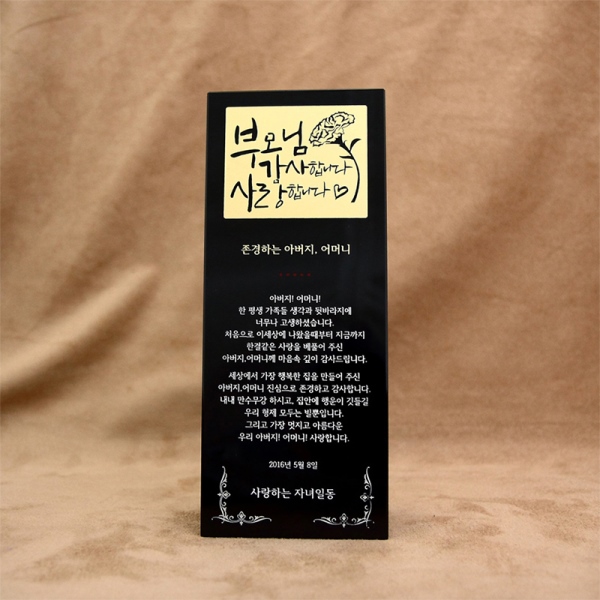 부모님
감사합니다
사랑합니다
존경하는 아버지. 어머니
아버지! 어머니!
한 평생 가족들 생각과 뒷바라지에
너무나 고생하셨습니다.
처음으로 이세상에 나왔을때부터 지금까지
한결같은 사랑을 베풀어 주신
아버지,어머니께 마음속 깊이 감사드립니다.
세상에서 가장 행복한 집을 만들어 주신
아버지,어머니 진심으로 존경하고 감사합니다.
내내 만수무강 하시고, 집안에 행운이 깃들길
우리 형제 모두는 빌뿐입니다.
그리고 가장 멋지고 아름다운
우리 아버지! 어머니! 사랑합니다.
2016년 5월 8일
사랑하는 자녀일동